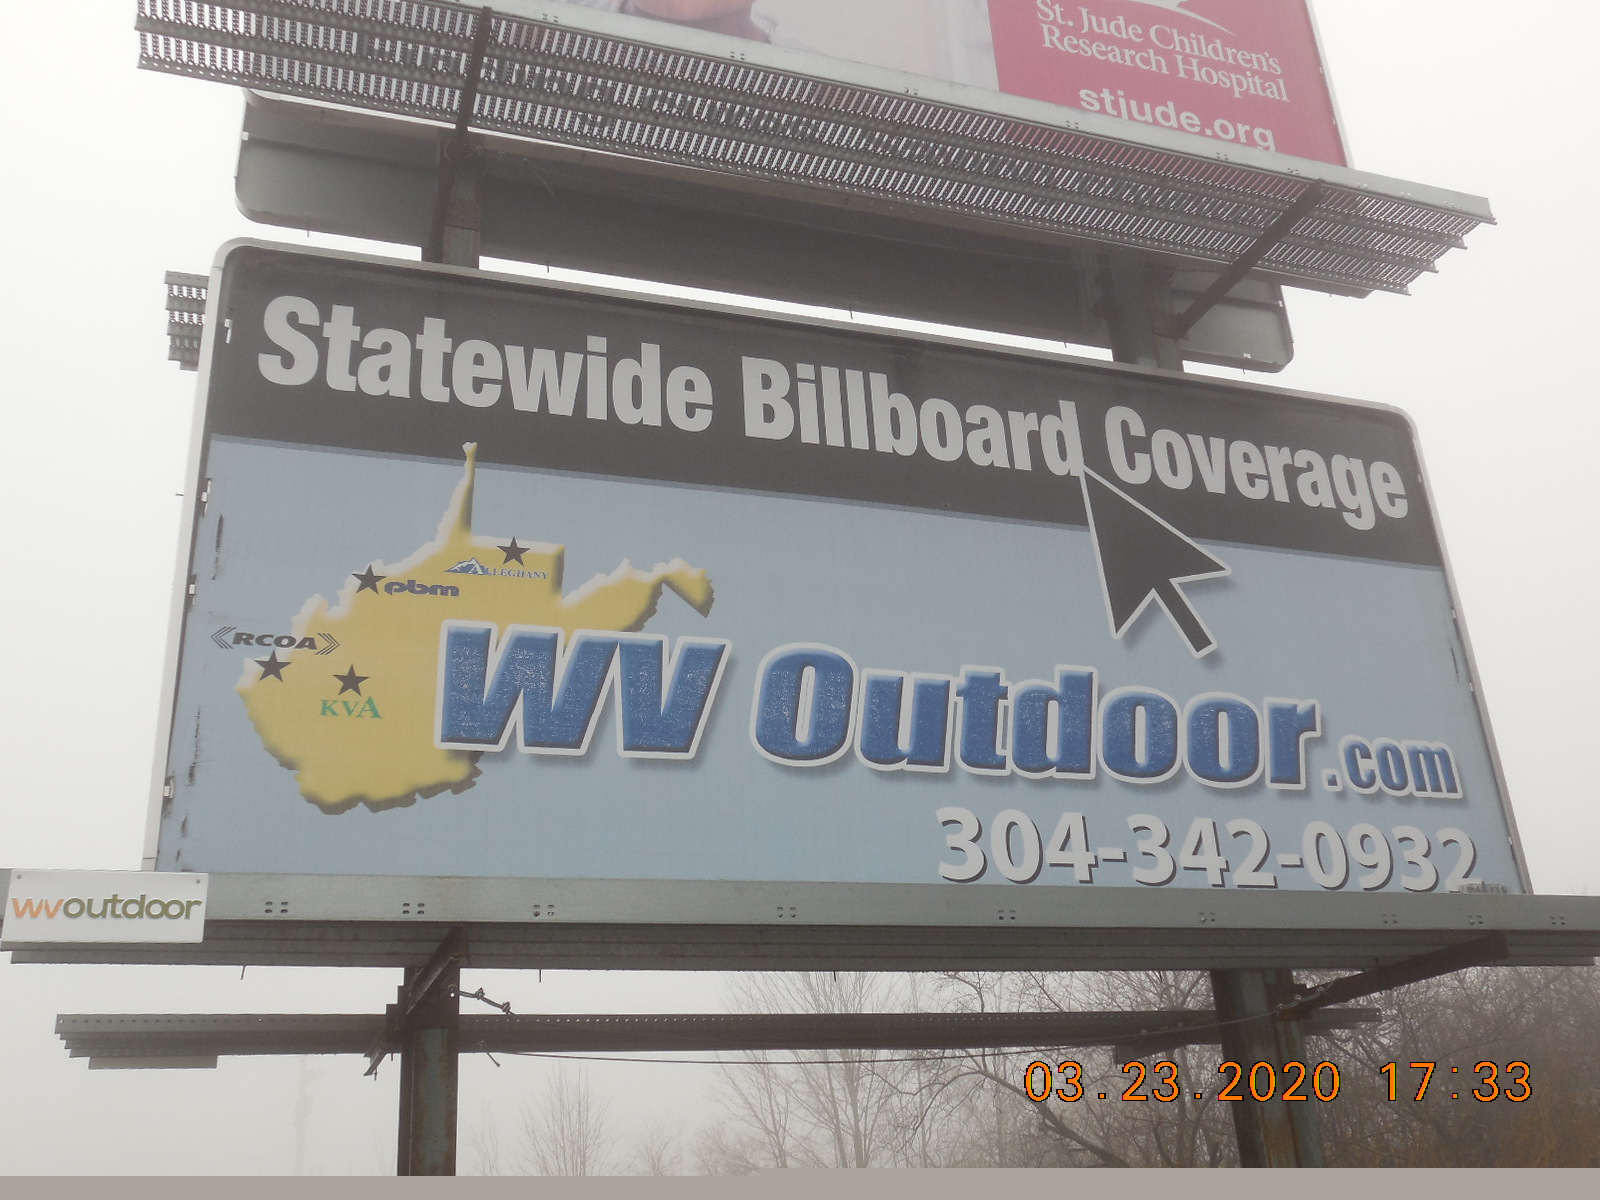 St. Jude Children's
Research Hospital
stjude.org
Statewide Billboard Coverage
ALLEGHANY
pbm
RCOA
KVA
WV Outdoor.com
304-342-0932
wvoutdoor
03.23.2020 17:33